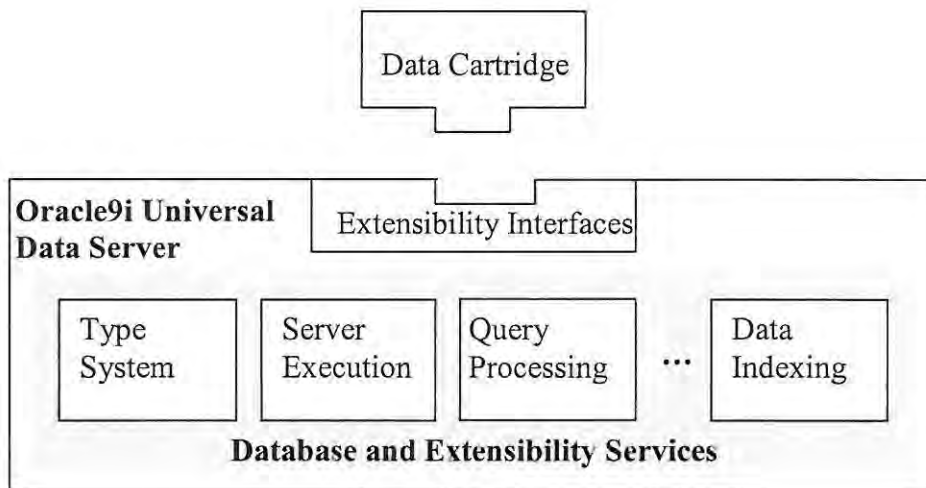 Data Cartridge
Oracle9i Universal
Data Server
Extensibility Interfaces
Type
System
Server
Execution
Query
Processing
...
Data
Indexing
Database and Extensibility Services